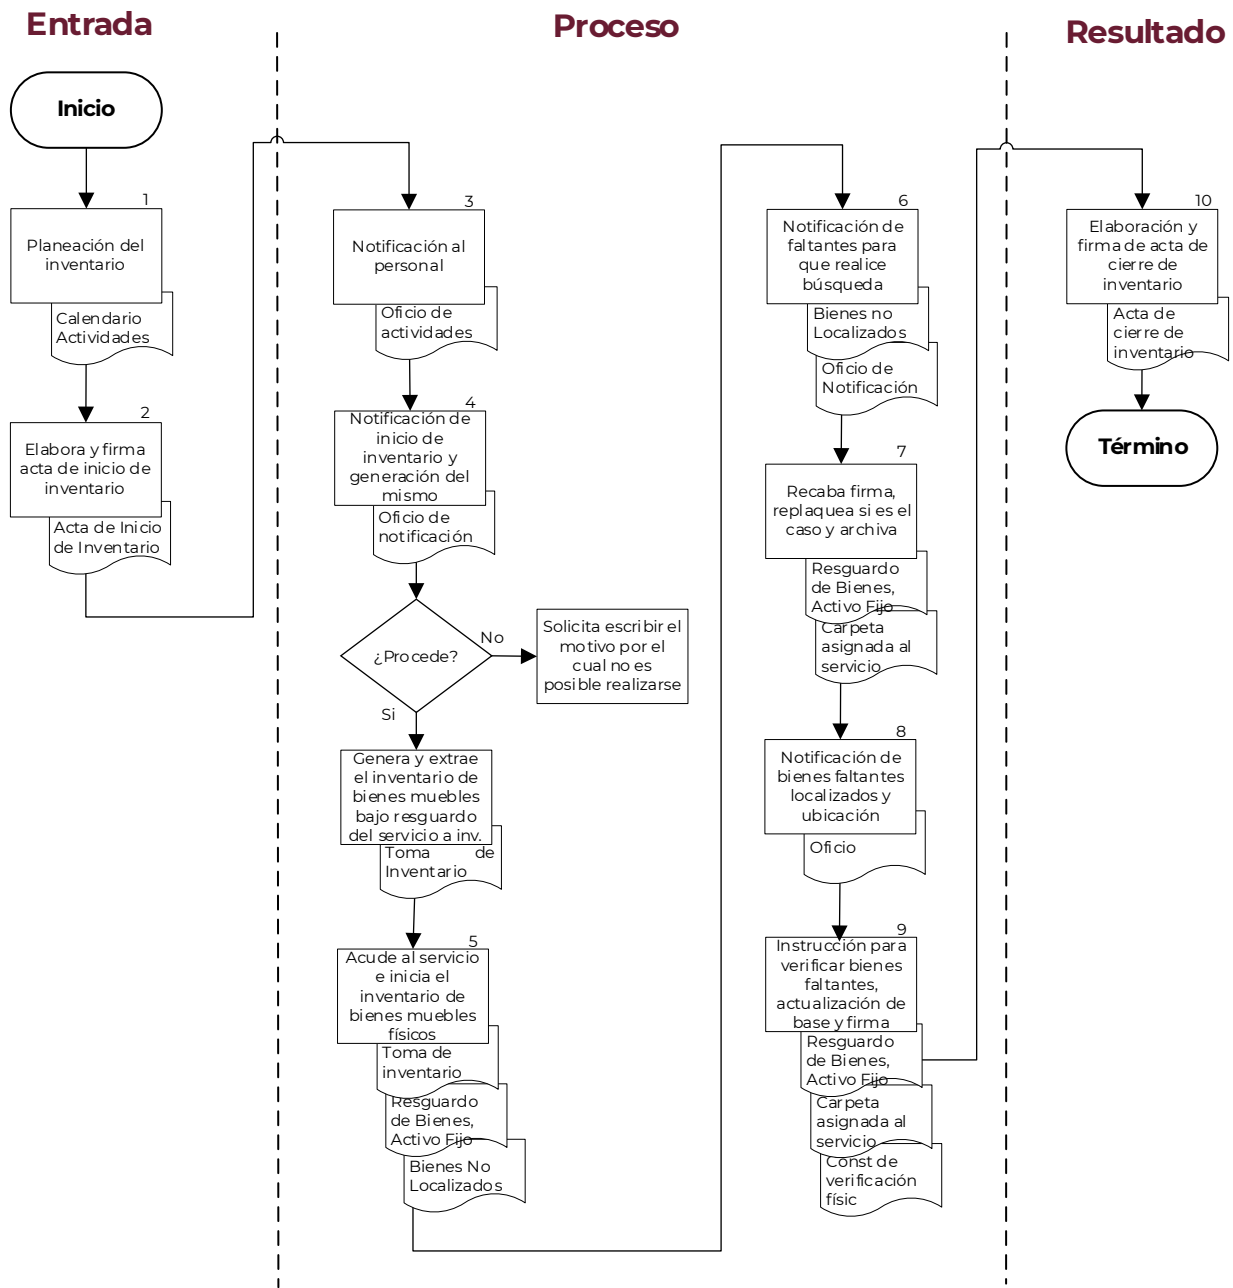 Entrada
Proceso
Resultado
Inicio
1
Planeación del
inventario
Calendario
Actividades
2
Elabora y firma
acta de inicio de
inventario
Acta de Inicio
de Inventario
3
Notificación al
personal
Oficio de
actividades
4
Notificación de
inicio de
inventario y
generación del
mismo
Oficio de
notificación
¿Procede?
No
Solicita escribir el
motivo por el
cual no es
posible realizarse
Si
Genera y extrae
el inventario de
bienes muebles
bajo resguardo
del servicio a inv.
Toma de
Inventario
5
Acude al servicio
e inicia el
inventario de
bienes muebles
físicos
Toma de
inventario
Resguardo
de Bienes,
Activo Fijo
Bienes No
Localizados
6
Notificación de
faltantes para
que realice
búsqueda
Bienes no
Localizados
Oficio de
Notificación
7
Recaba firma,
replaquea si es el
caso y archiva
Resguardo
de Bienes,
Activo Fijo
Carpeta
asignada al
servicio
8
Notificación de
bienes faltantes
localizados y
ubicación
Oficio
9
Instrucción para
verificar bienes
faltantes,
actualización de
base y firma
Resguardo
de Bienes,
Activo Fijo
Carpeta
asignada al
servicio
Const de
verificación
físic
10
Elaboración y
firma de acta de
cierre de
inventario
Acta de
cierre de
inventario
Término